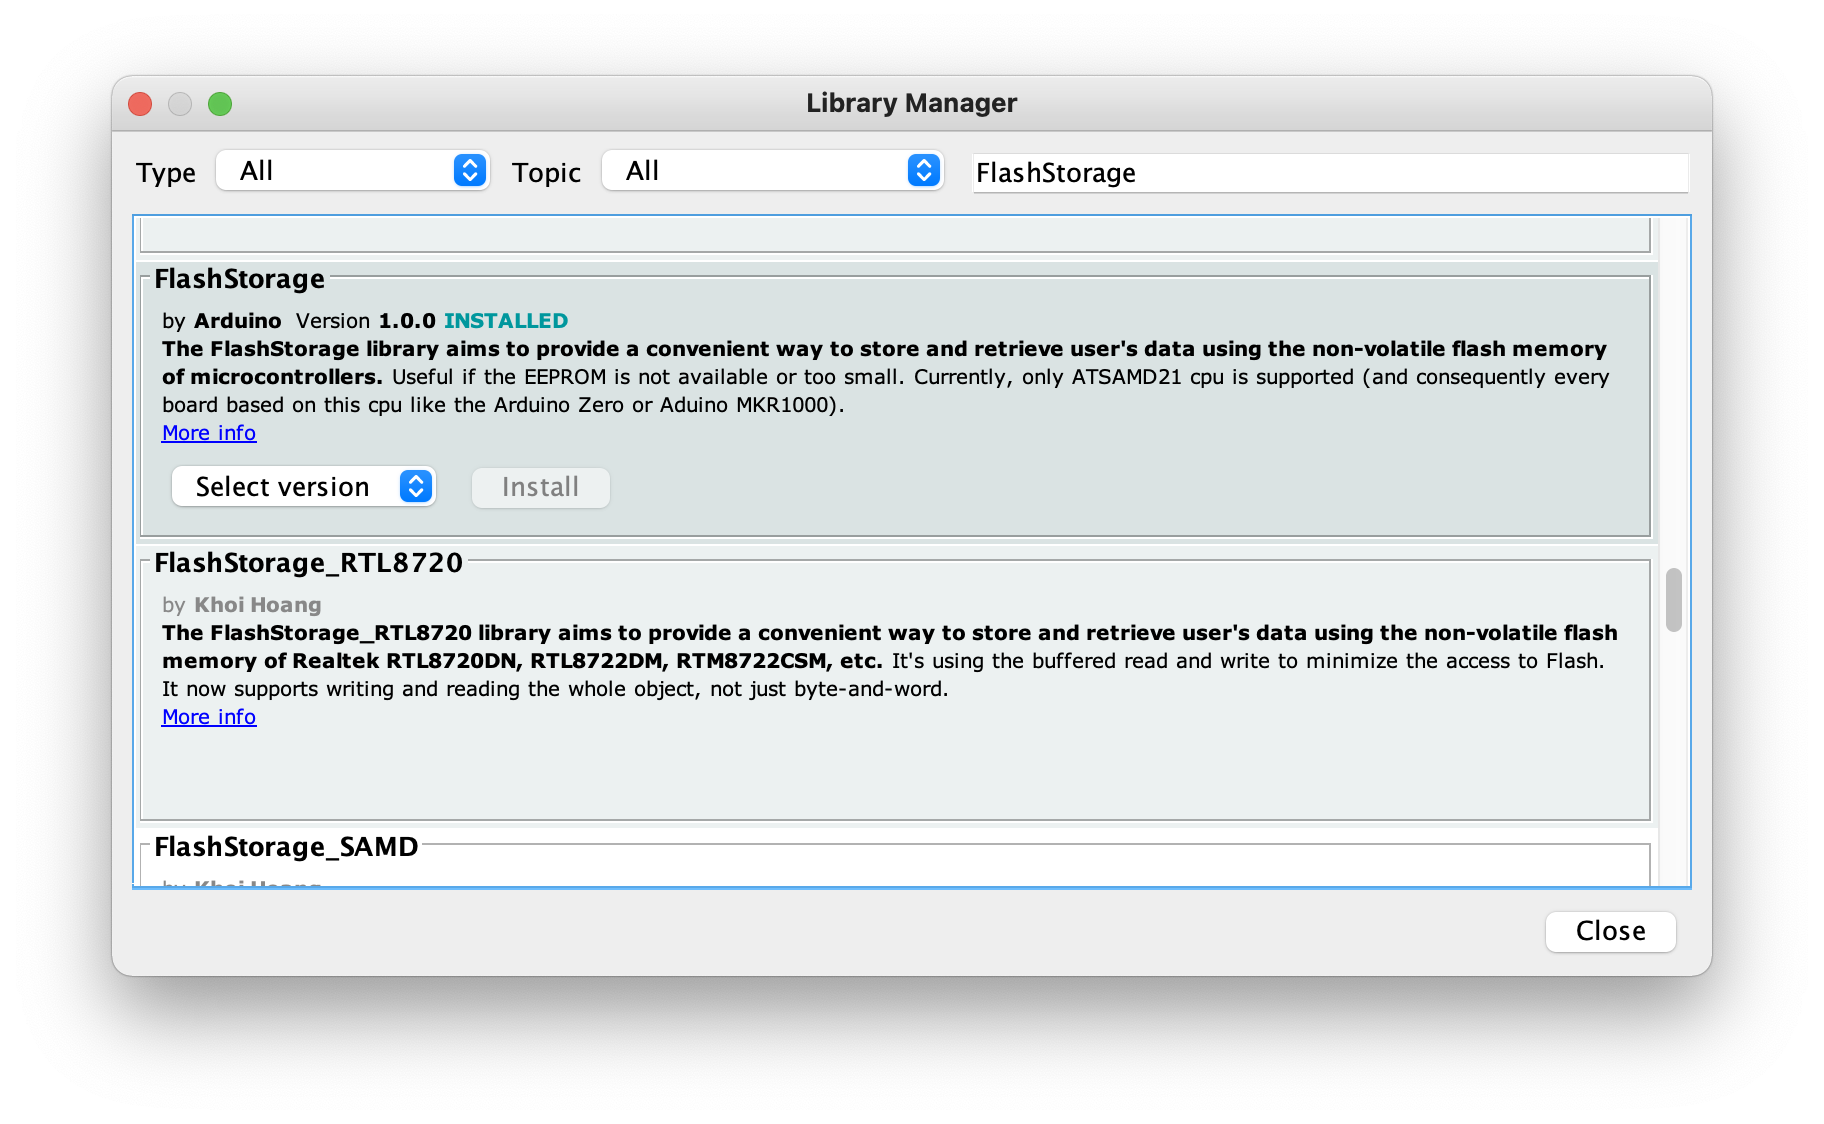 Library Manager
Type All Topic All FlashStorage
FlashStorage
by Arduino Version 1.0.0 INSTALLED
The FlashStorage library aims to provide a convenient way to store and retrieve user's data using the non-volatile flash memory
of microcontrollers. Useful if the EEPROM is not available or too small. Currently, only ATSAMD21 cpu is supported (and consequently every
board based on this cpu like the Arduino Zero or Aduino MKR1000).
More info
Select version Install
FlashStorage_RTL8720
by Khoi Hoang
The FlashStorage_RTL8720 library aims to provide a convenient way to store and retrieve user's data using the non-volatile flash
memory of Realtek RTL8720DN, RTL8722DM, RTM8722CSM, etc. It's using the buffered read and write to minimize the access to Flash.
It now supports writing and reading the whole object, not just byte-and-word.
More info
FlashStorage_SAMD
by Khoi Hoang
Close